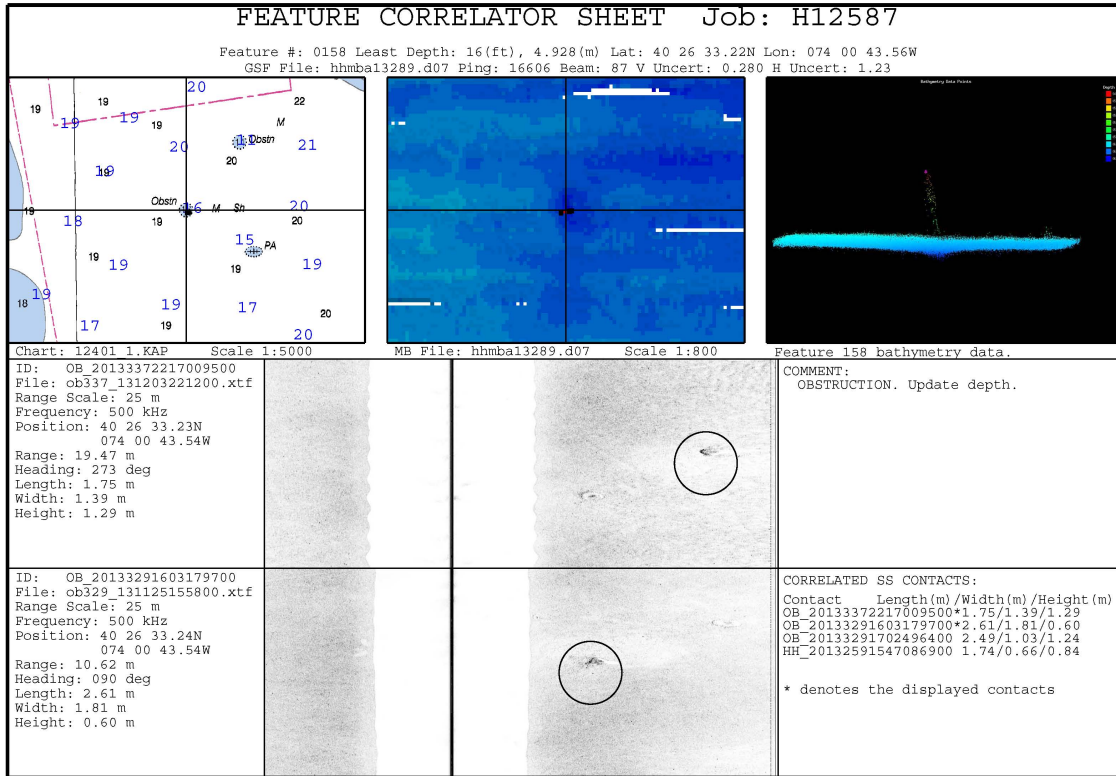 FEATURE CORRELATOR SHEET Job: H12587
Feature #: 0158 Least Depth: 16(ft), 4.928(m) Lat: 40 26 33.22N Lon: 074 00 43.56W
GSF File: hhmba13289.d07 Ping: 16606 Beam: 87 V Uncert: 0.280 H Uncert: 1.23
20
19 19 22
19 19 19 M
20 Obstn 21
20
19
Obstn
19 18 19 16 M Sh 20 20
15 PA
19 19 19 19
18 19 19 17 20
17 19 20
Bathymetry Data Points
Chart: 12401_1.KAP Scale 1:5000
MB File: hhmba13289.d07 Scale 1:800
Feature 158 bathymetry data.
ID: OB_20133372217009500
File: ob337_131203221200.xtf
Range Scale: 25 m
Frequency: 500 kHz
Position: 40 26 33.23N
074 00 43.54W
Range: 19.47 m
Heading: 273 deg
Length: 1.75 m
Width: 1.39 m
Height: 1.29 m
COMMENT:
OBSTRUCTION. Update depth.
ID: OB_20133291603179700
File: ob329_131125155800.xtf
Range Scale: 25 m
Frequency: 500 kHz
Position: 40 26 33.24N
074 00 43.54W
Range: 10.62 m
Heading: 090 deg
Length: 2.61 m
Width: 1.81 m
Height: 0.60 m
CORRELATED SS CONTACTS:
Contact Length(m)/Width(m)/Height(m)
OB_20133372217009500*1.75/1.39/1.29
OB_20133291603179700*2.61/1.81/0.60
OB_20133291702496400 2.49/1.03/1.24
HH_20132591547086900 1.74/0.66/0.84
* denotes the displayed contacts